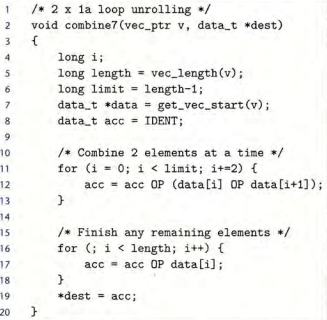 1 /* 2 x 1a loop unrolling */
2 void combine7(vec_ptr v, data_t *dest)
3 {
4 long i;
5 long length = vec_length(v);
6 long limit = length-1;
7 data_t *data = get_vec_start(v);
8 data_t acc = IDENT;
9
10 /* Combine 2 elements at a time */
11 for (i = 0; i < limit; i+=2) {
12 acc = acc OP (data[i] OP data[i+1]);
13 }
14
15 /* Finish any remaining elements */
16 for (; i < length; i++) {
17 acc = acc OP data[i];
18 }
19 *dest = acc;
20 }